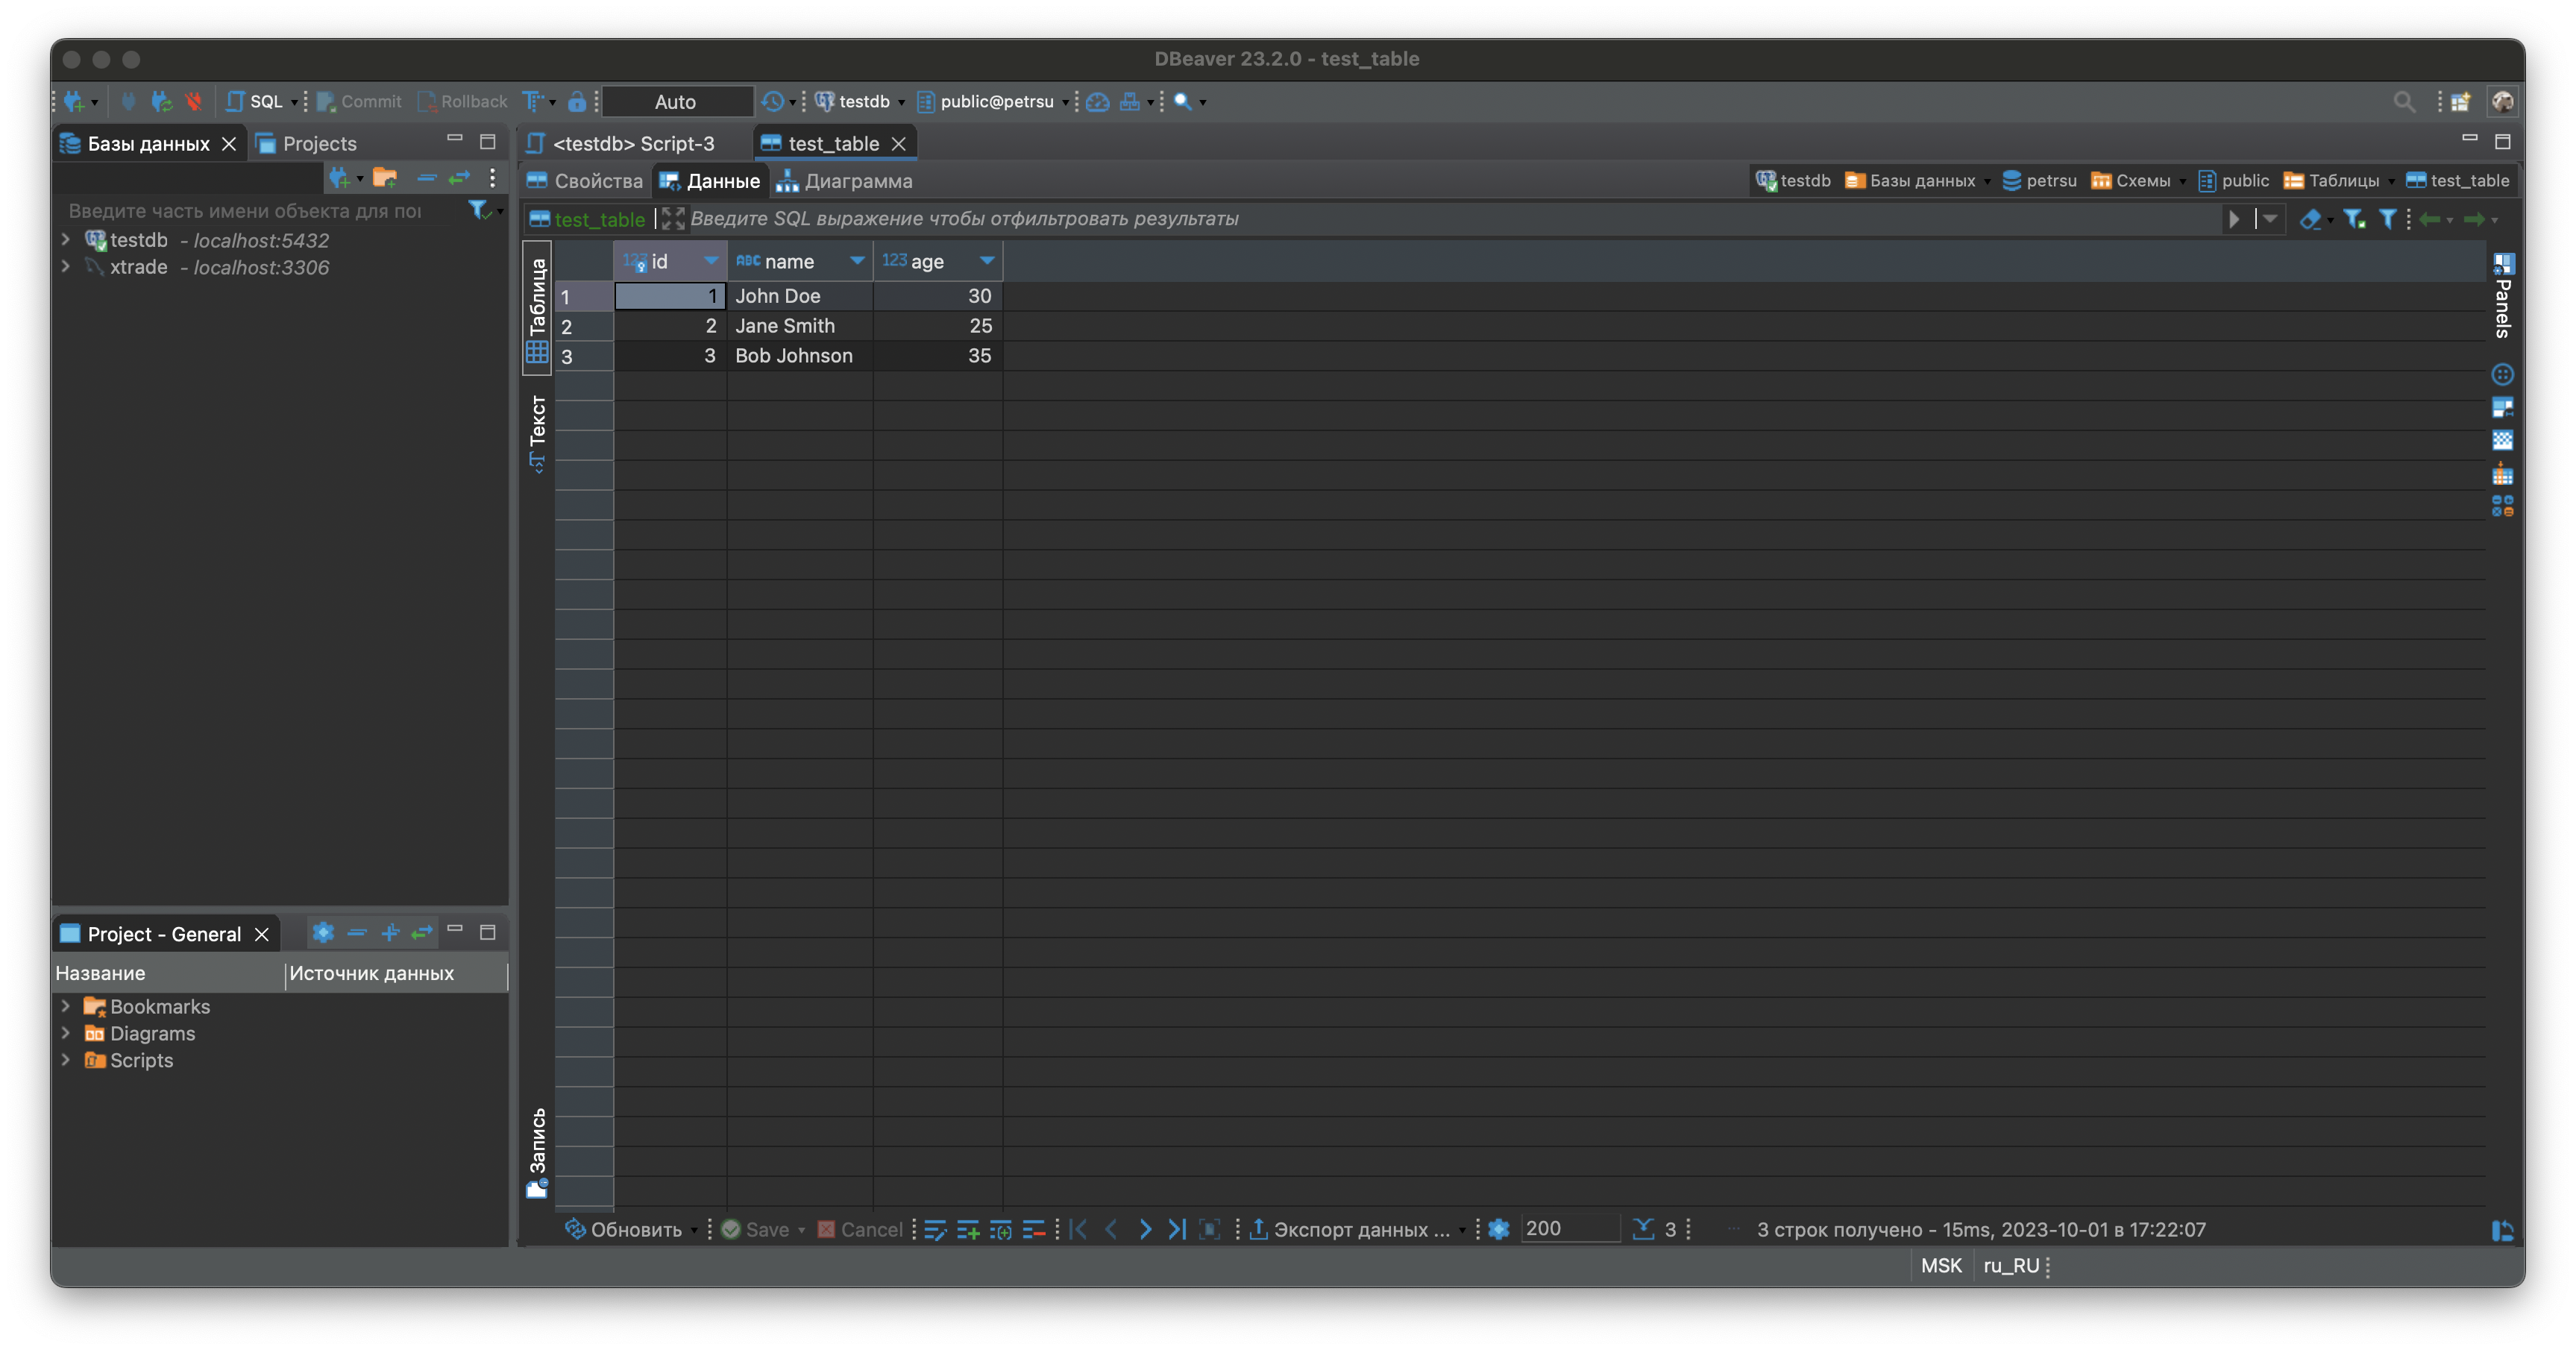 DBeaver 23.2.0 - test_table
SQL Commit Rollback Auto testdb public@petrsu
Базы данных Projects
<testdb> Script-3 test_table
Свойства Данные Диаграмма testdb Базы данных petrsu Схемы public Таблицы test_table
Введите часть имени объекта для пои
test_table Введите SQL выражение чтобы отфильтровать результаты
testdb - localhost:5432
xtrade - localhost:3306
Таблица
Текст
Запись
Panels
123 id ABC name 123 age
1 1 John Doe 30
2 2 Jane Smith 25
3 3 Bob Johnson 35
Project - General
Название Источник данных
Bookmarks
Diagrams
Scripts
Обновить Save Cancel Экспорт данных ... 200 3 ... 3 строк получено - 15ms, 2023-10-01 в 17:22:07
MSK ru_RU